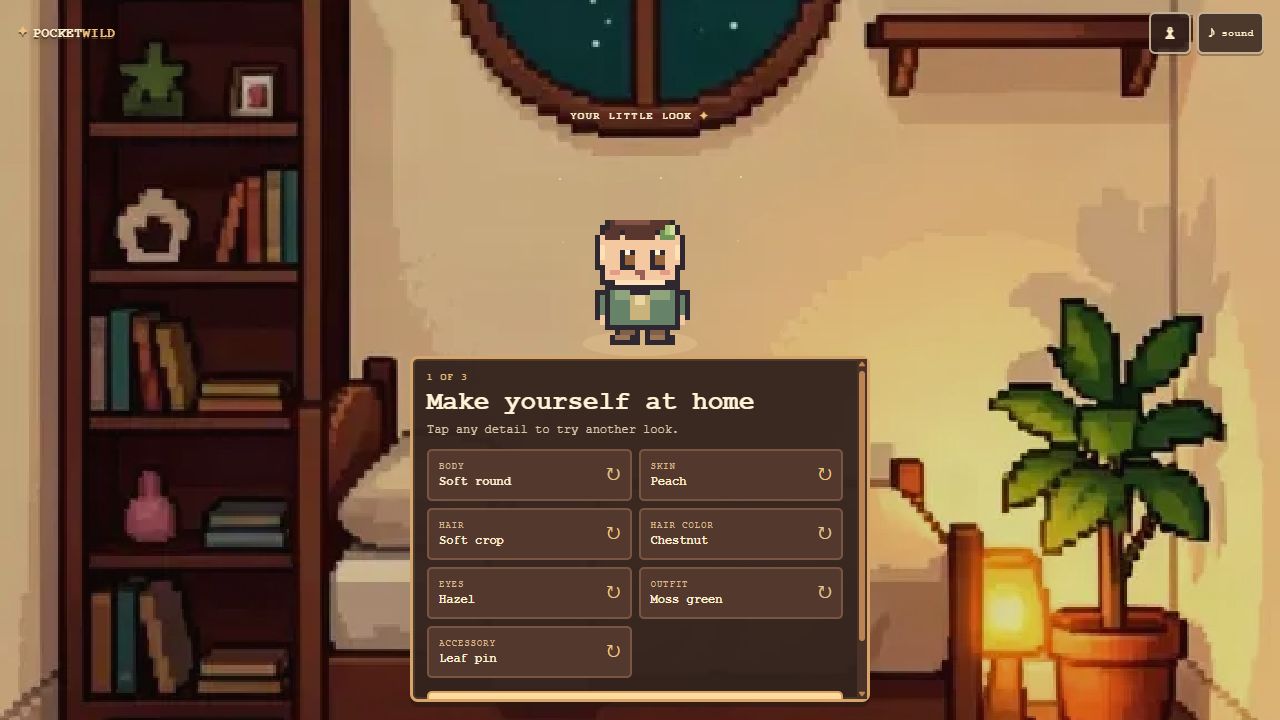 POCKETWILD
♪ sound
YOUR LITTLE LOOK
1 OF 3
Make yourself at home
Tap any detail to try another look.
BODY
Soft round
SKIN
Peach
HAIR
Soft crop
HAIR COLOR
Chestnut
EYES
Hazel
OUTFIT
Moss green
ACCESSORY
Leaf pin